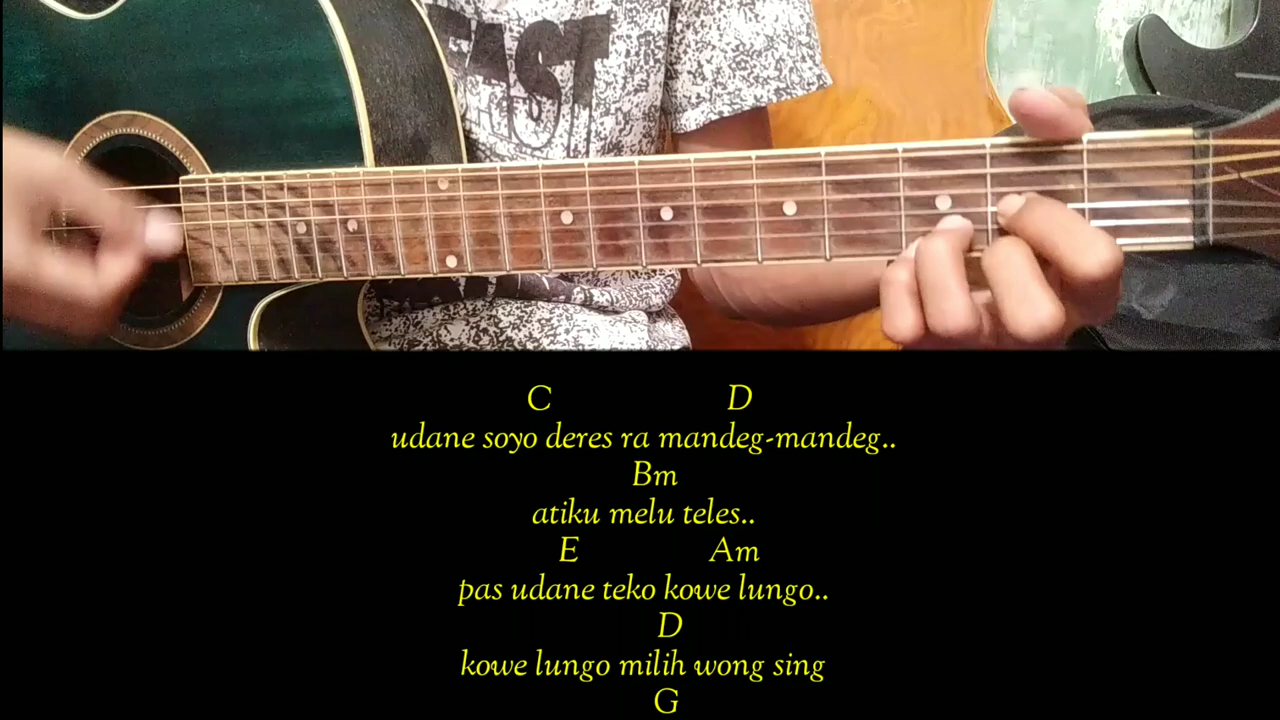 FAST
C D
udane soyo deres ra mandeg-mandeg..
Bm
atiku melu teles..
E Am
pas udane teko kowe lungo..
D
kowe lungo milih wong sing
G